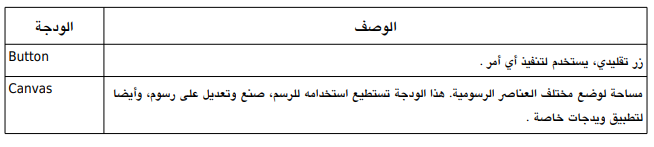 الودجة الوصف
Button زر تقليدي، يستخدم لتنفيذ أي أمر .
Canvas مساحة لوضع مختلف العناصر الرسومية. هذا الودجة تستطيع استخدامه للرسم، صنع وتعديل على رسوم، وأيضا
لتطبيق ويدجات خاصة .